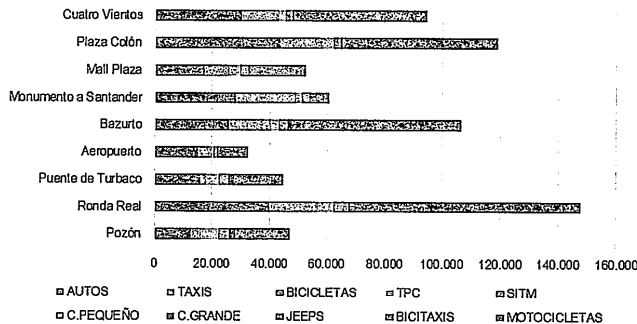 Cuatro Vientos
Plaza Colón
Mall Plaza
Monumento a Santander
Bazurto
Aeropuerto
Puente de Turbaco
Ronda Real
Pozón
0 20.000 40.000 60.000 80.000 100.000 120.000 140.000 160.000
AUTOS TAXIS BICICLETAS TPC SITM
C.PEQUEÑO C.GRANDE JEEPS BICITAXIS MOTOCICLETAS